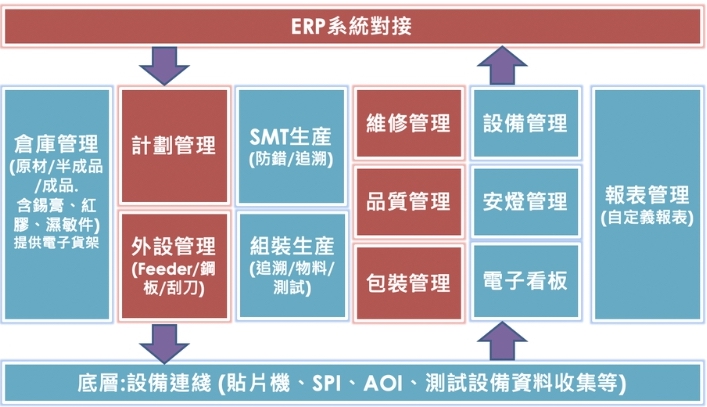 ERP系統對接
倉庫管理
(原材/半成品
/成品.
含錫膏、紅
膠、濕敏件)
提供電子貨架
計劃管理
外設管理
(Feeder/鋼
板/刮刀)
SMT生産
(防錯/追溯)
組裝生産
(追溯/物料/
測試)
維修管理
品質管理
包裝管理
設備管理
安燈管理
電子看板
報表管理
(自定義報表)
底層:設備連綫 (貼片機、SPI、AOI、測試設備資料收集等)